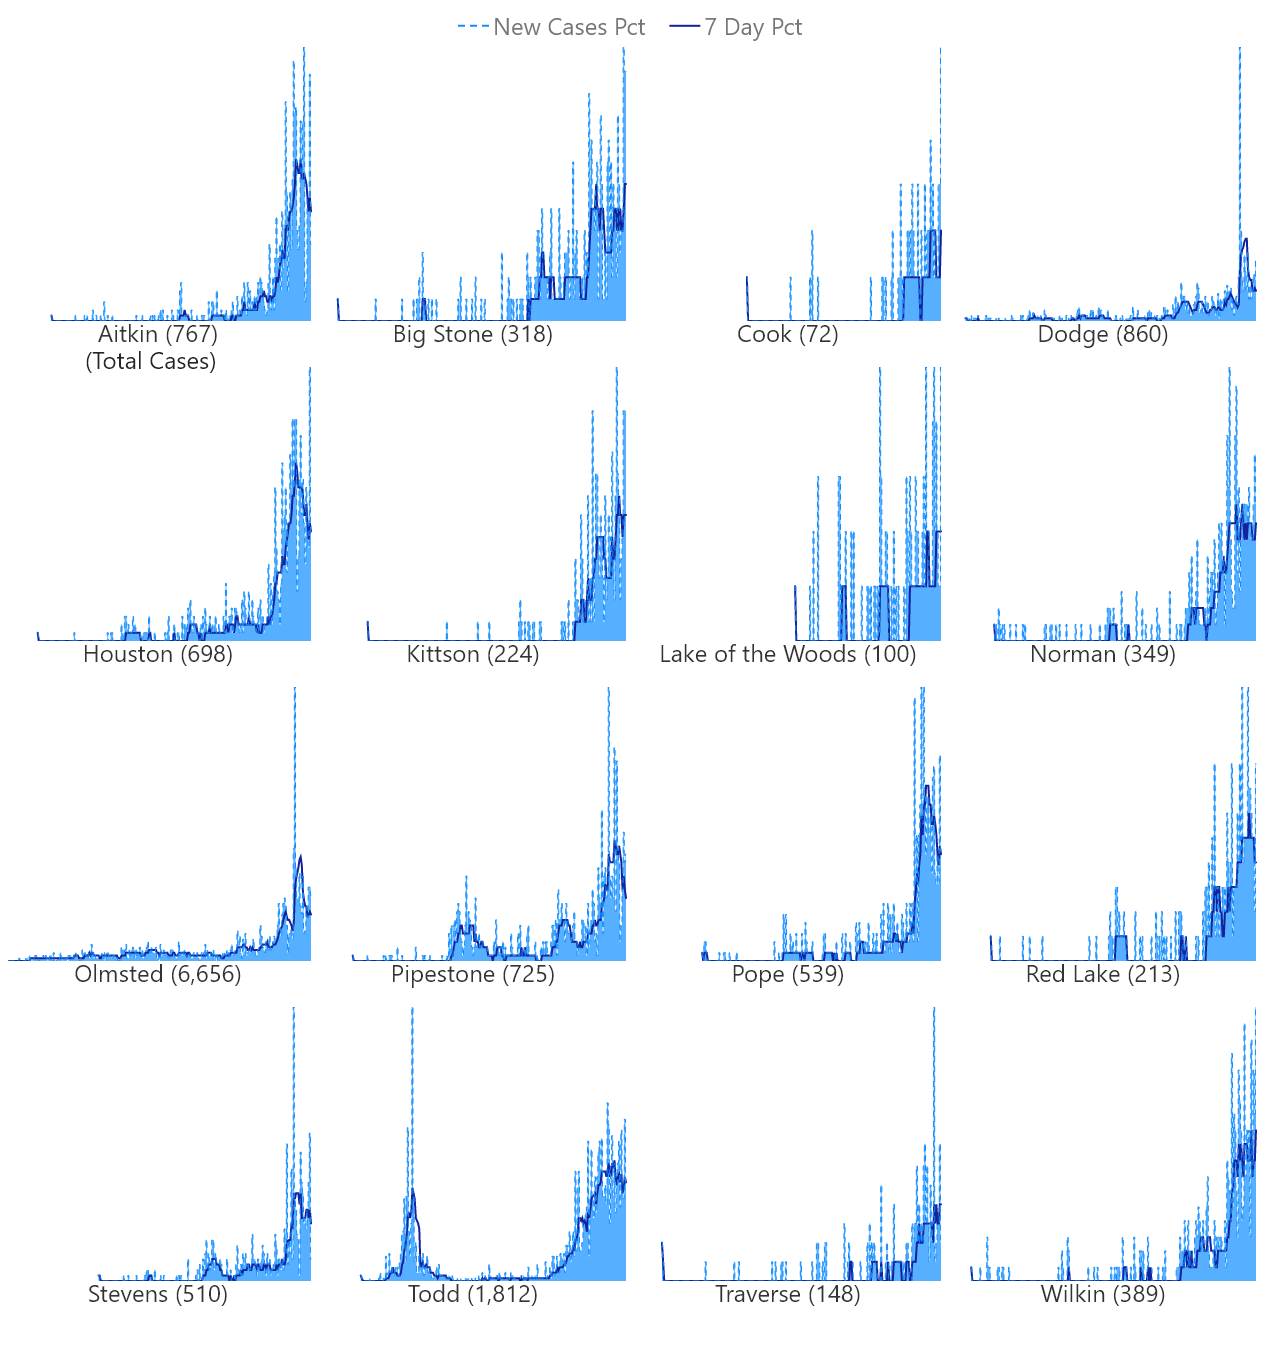 New Cases Pct 7 Day Pct
Aitkin (767) Big Stone (318) Cook (72) Dodge (860)
(Total Cases)
Houston (698) Kittson (224) Lake of the Woods (100) Norman (349)
Olmsted (6,656) Pipestone (725) Pope (539) Red Lake (213)
Stevens (510) Todd (1,812) Traverse (148) Wilkin (389)